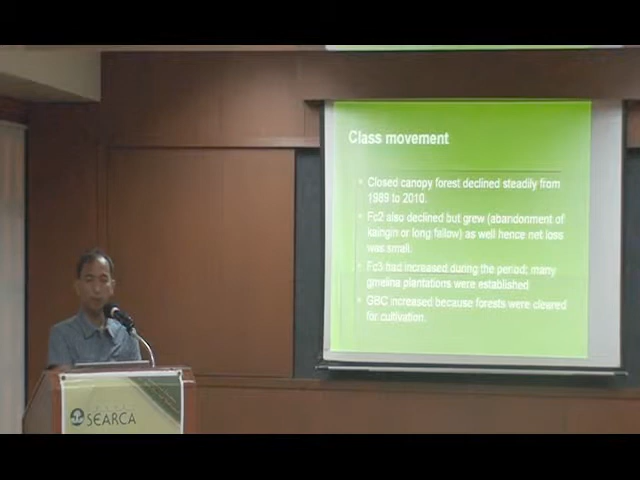 Class movement
Closed canopy forest declined steadily from
1989 to 2010.
Fc2 also declined but grew (abandonment of
kaingin or long fallow) as well hence net loss
was small.
Fc3 had increased during the period; many
gmelina plantations were established
GBC increased because forests were cleared
for cultivation.
SEARCA